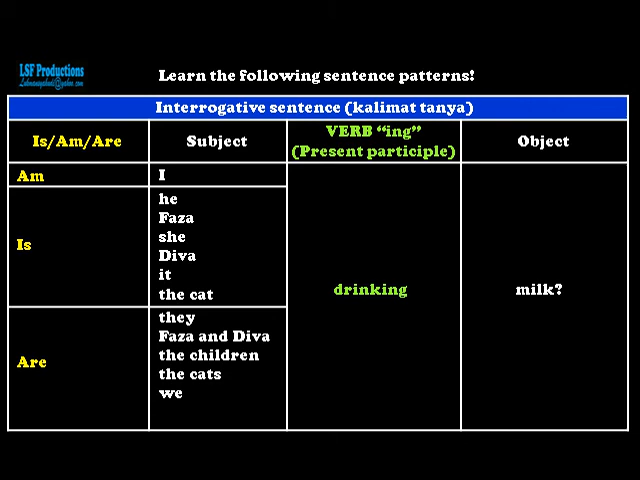 LSF Productions
Learn the following sentence patterns!
Interrogative sentence (kalimat tanya)
Is/Am/Are
Subject
VERB “ing”
(Present participle)
Object
Am
I
Is
he
Faza
she
Diva
it
the cat
drinking
milk?
Are
they
Faza and Diva
the children
the cats
we